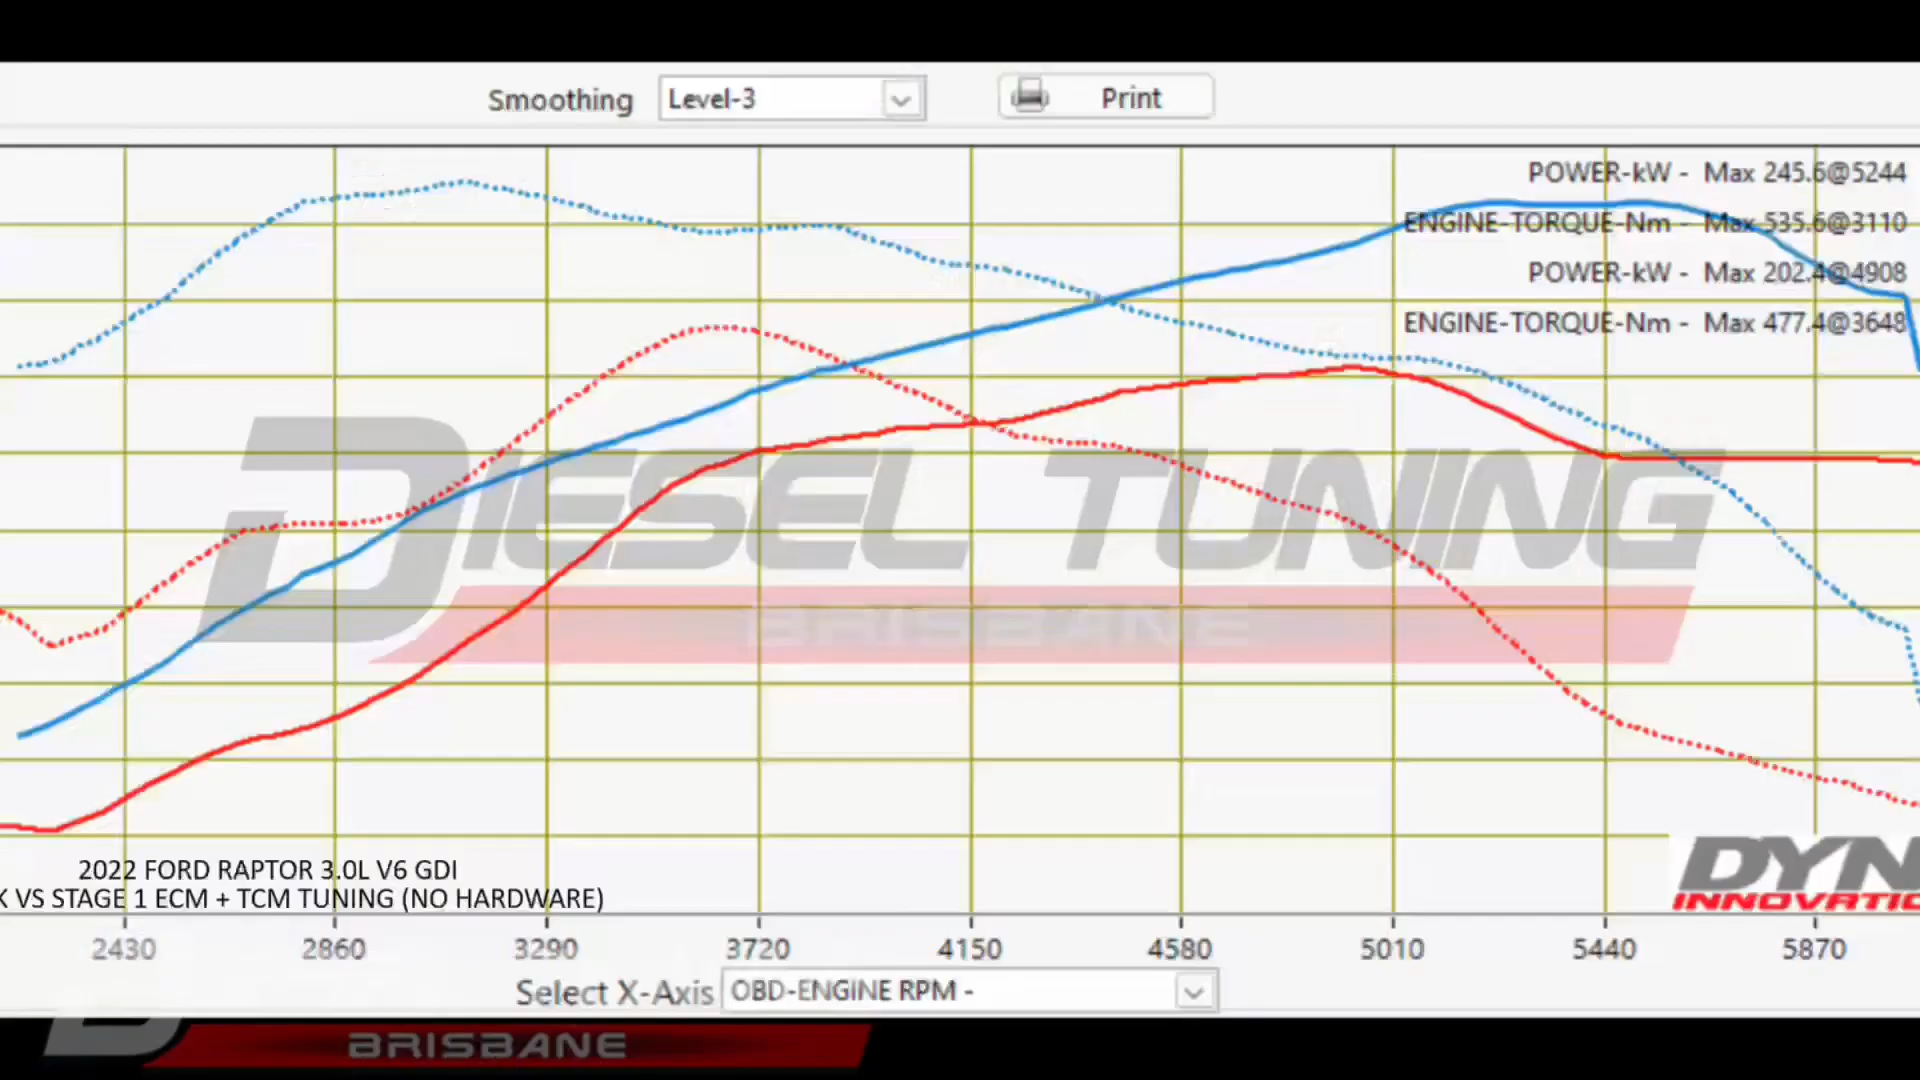 Smoothing Level-3 Print
POWER-kW - Max 245.6@5244
ENGINE-TORQUE-Nm - Max 535.6@3110
POWER-kW - Max 202.4@4908
ENGINE-TORQUE-Nm - Max 477.4@3648
DIESEL TUNING
BRISBANE
2022 FORD RAPTOR 3.0L V6 GDI
K VS STAGE 1 ECM + TCM TUNING (NO HARDWARE)
DYN
INNOVATIO
2430 2860 3290 3720 4150 4580 5010 5440 5870
Select X-Axis OBD-ENGINE RPM -
BRISBANE